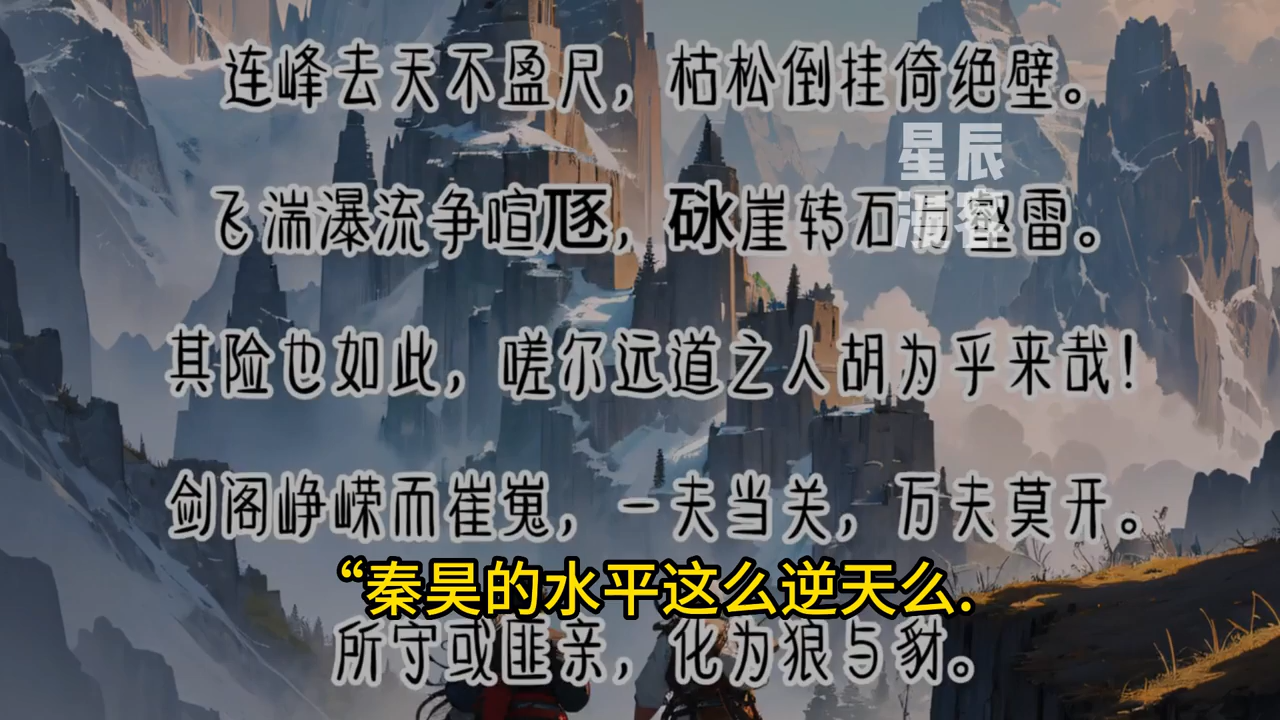 连峰去天不盈尺，枯松倒挂倚绝壁。
星辰
漫客
飞湍瀑流争喧豗，砯崖转石万壑雷。
其险也如此，嗟尔远道之人胡为乎来哉！
剑阁峥嵘而崔嵬，一夫当关，万夫莫开。
“秦昊的水平这么逆天么.
所守或匪亲，化为狼与豺。